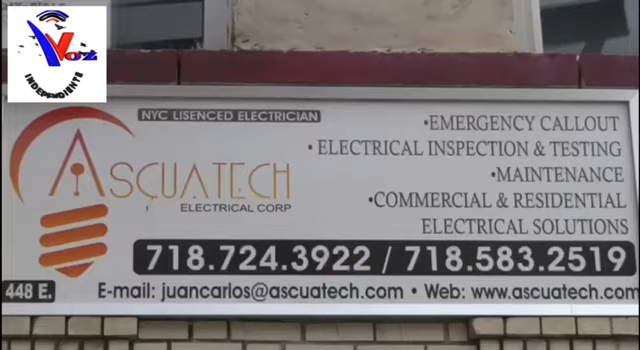 Voz
INDEPENDIENTE
NYC LISENCED ELECTRICIAN
ASCUATECH
ELECTRICAL CORP
•EMERGENCY CALLOUT
• ELECTRICAL INSPECTION & TESTING
•MAINTENANCE
•COMMERCIAL & RESIDENTIAL
ELECTRICAL SOLUTIONS
718.724.3922 / 718.583.2519
448 E.
E-mail: juancarlos@ascuatech.com • Web: www.ascuatech.com